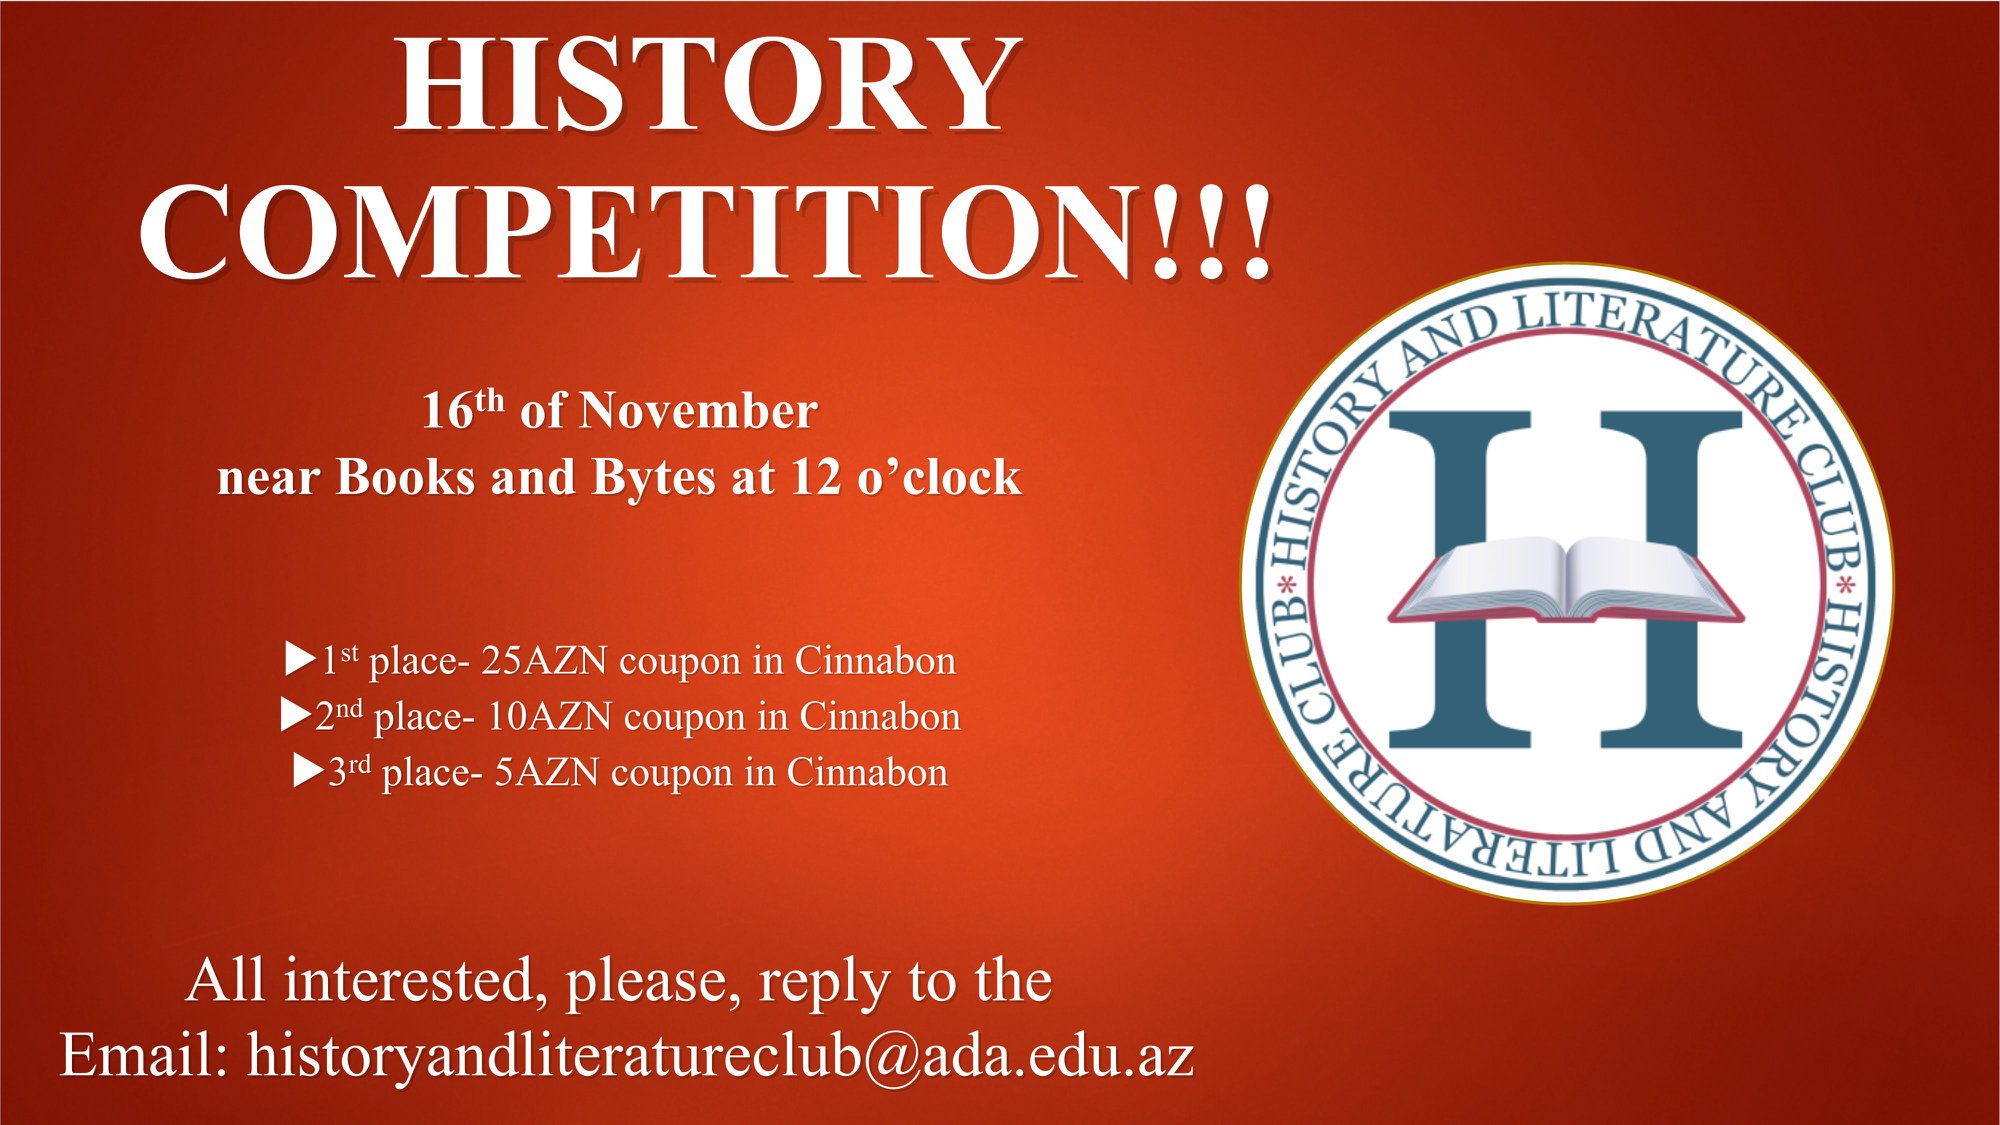 HISTORY
COMPETITION!!!
16th of November
near Books and Bytes at 12 o’clock
▶1st place- 25AZN coupon in Cinnabon
▶2nd place- 10AZN coupon in Cinnabon
▶3rd place- 5AZN coupon in Cinnabon
All interested, please, reply to the
Email: historyandliteratureclub@ada.edu.az
HISTORY AND LITERATURE CLUB * HISTORY AND LITERATURE CLUB *
H